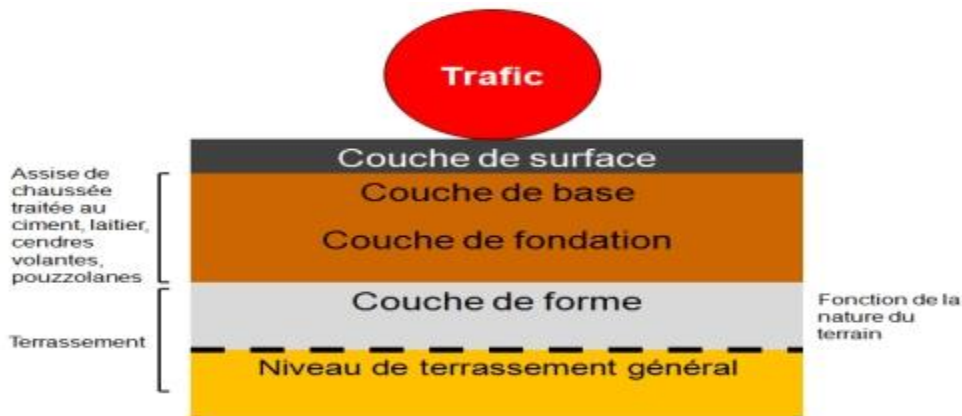 Trafic
Couche de surface
Assise de
chaussée
traitée au
ciment, laitier,
cendres
volantes,
pouzzolanes
Couche de base
Couche de fondation
Couche de forme
Fonction de la
nature du
terrain
Terrassement
Niveau de terrassement général